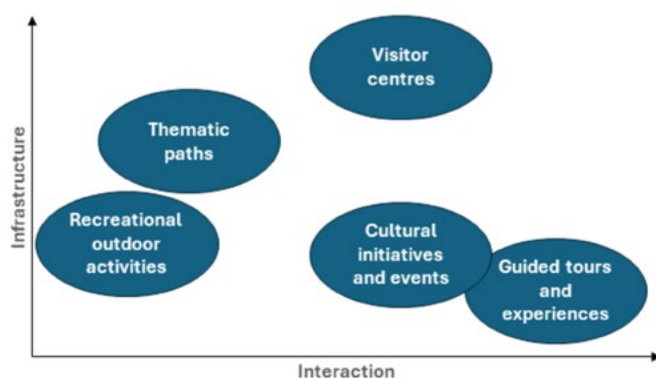 Visitor
centres
Thematic
paths
Infrastructure
Recreational
outdoor
activities
Cultural
initiatives
and events
Guided tours
and
experiences
Interaction